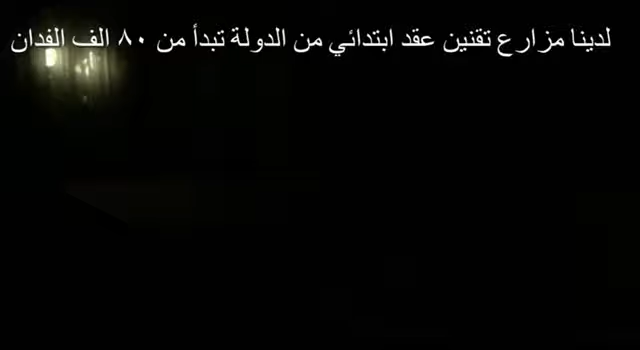 لدينا مزارع تقنين عقد ابتدائي من الدولة تبدأ من ٨٠ الف الفدان